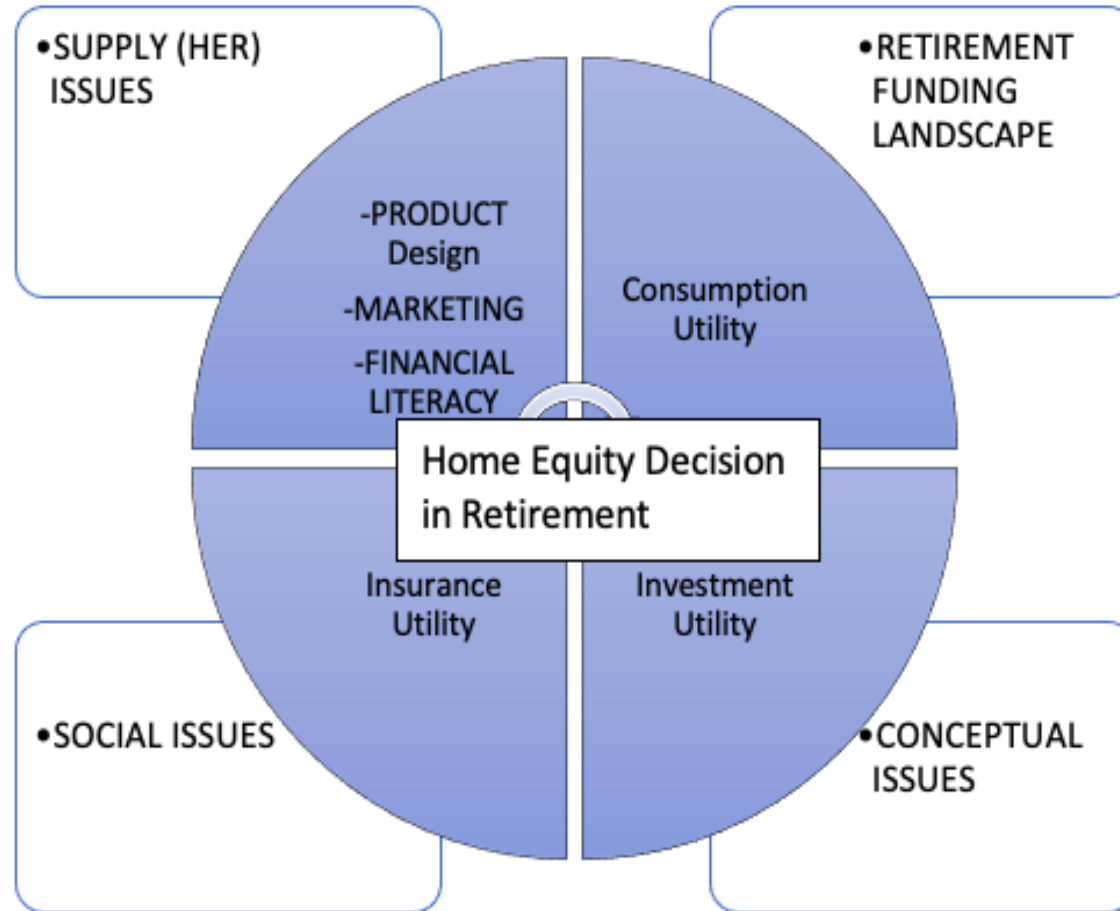 •SUPPLY (HER)
ISSUES
•RETIREMENT
FUNDING
LANDSCAPE
-PRODUCT
Design
-MARKETING
-FINANCIAL
LITERACY
Consumption
Utility
Home Equity Decision
in Retirement
Insurance
Utility
Investment
Utility
•SOCIAL ISSUES
•CONCEPTUAL
ISSUES